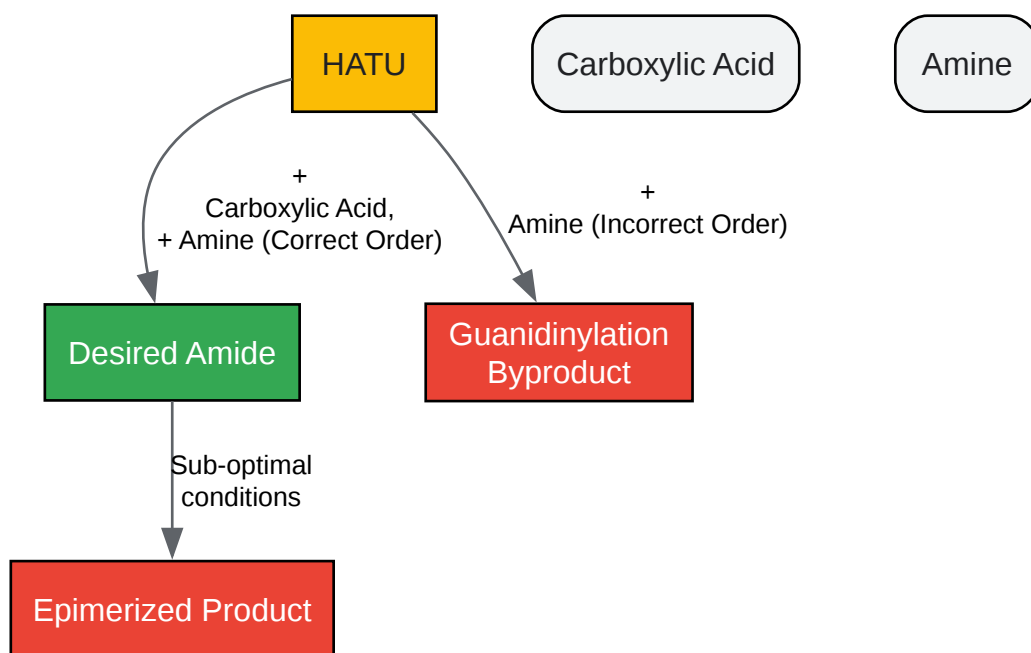 HATU
Carboxylic Acid
Amine
+
Carboxylic Acid,
+ Amine (Correct Order)
+
Amine (Incorrect Order)
Desired Amide
Guanidinylation
Byproduct
Sub-optimal
conditions
Epimerized Product